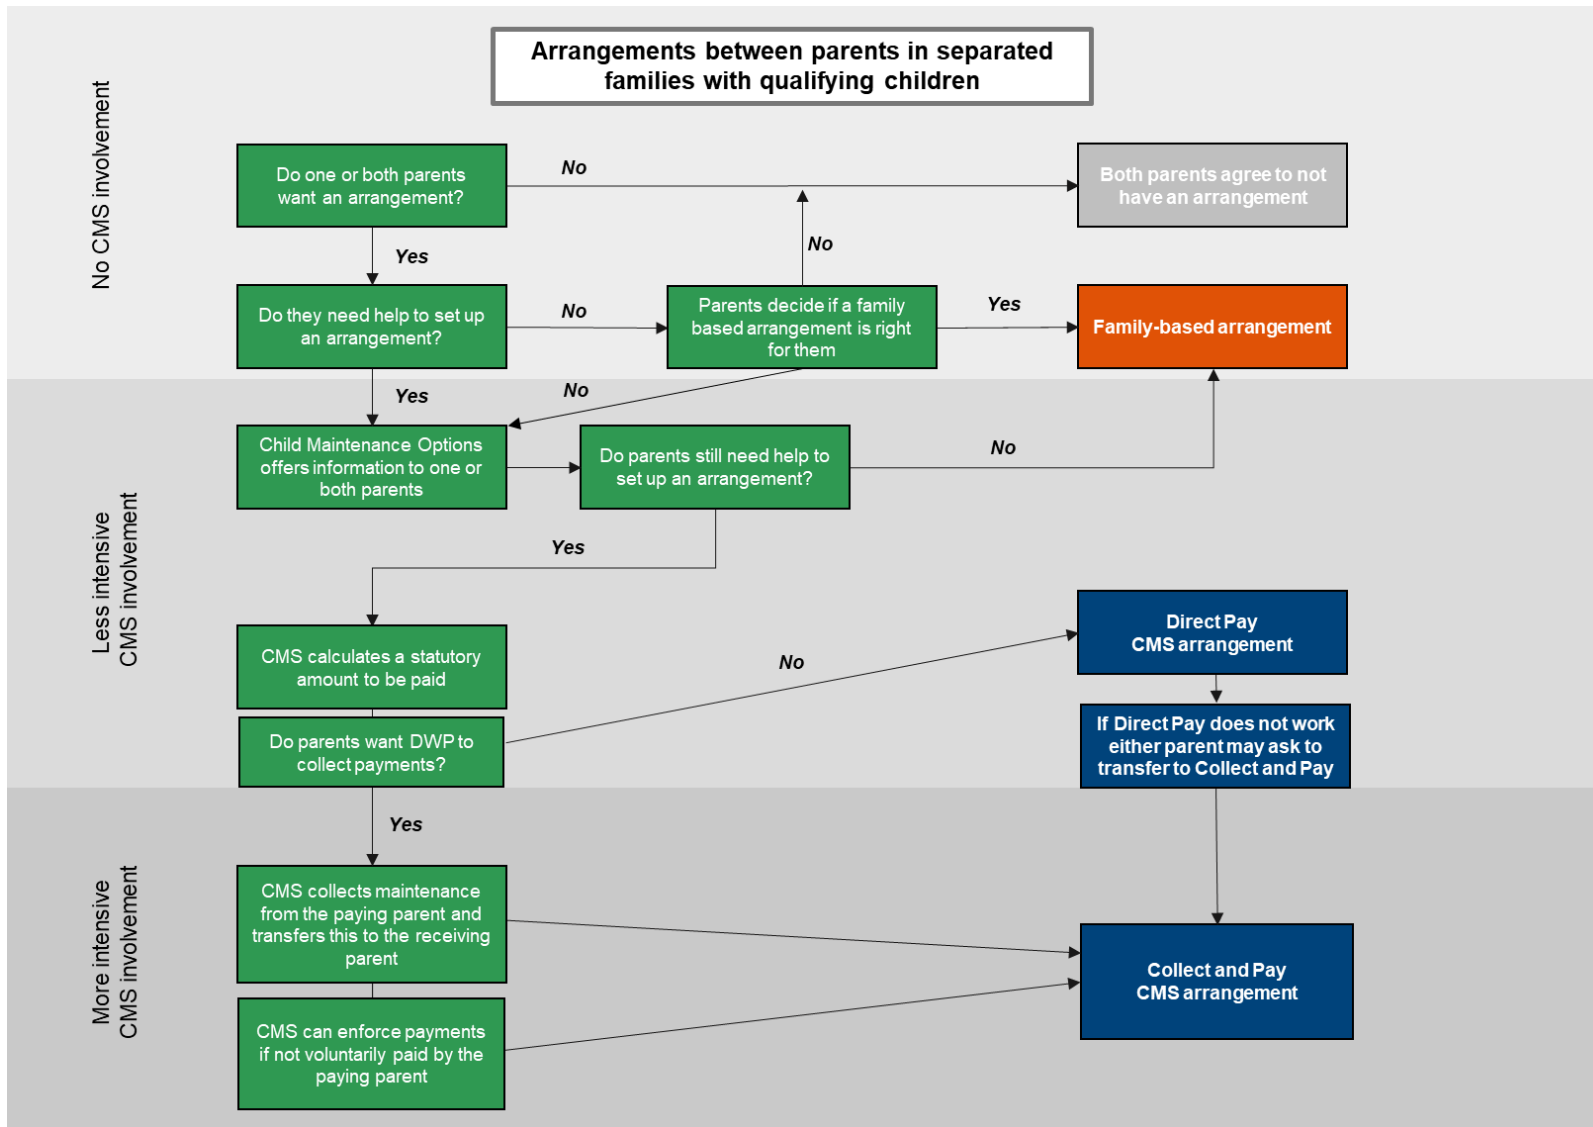 Arrangements between parents in separated
families with qualifying children
No CMS involvement
Do one or both parents
want an arrangement?
No
Both parents agree to not
have an arrangement
Yes
No
Do they need help to set up
an arrangement?
No
Parents decide if a family
based arrangement is right
for them
Yes
Family-based arrangement
Yes
No
Less intensive
CMS involvement
Child Maintenance Options
offers information to one or
both parents
Do parents still need help to
set up an arrangement?
No
Yes
CMS calculates a statutory
amount to be paid
No
Direct Pay
CMS arrangement
Do parents want DWP to
collect payments?
If Direct Pay does not work
either parent may ask to
transfer to Collect and Pay
Yes
More intensive
CMS involvement
CMS collects maintenance
from the paying parent and
transfers this to the receiving
parent
Collect and Pay
CMS arrangement
CMS can enforce payments
if not voluntarily paid by the
paying parent